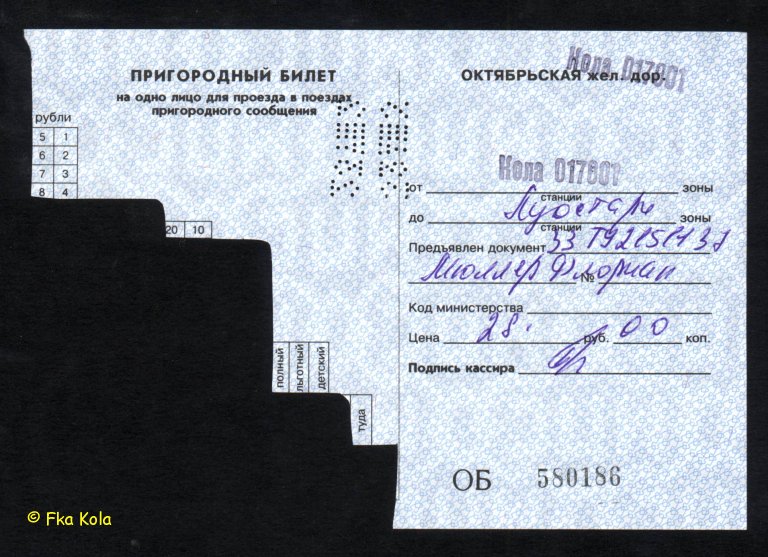 ПРИГОРОДНЫЙ БИЛЕТ
на одно лицо для проезда в поездах
пригородного сообщения
рубли
5 1
6 2
7 3
8 4
20 10
полный
льготный
детский
туда
ОКТЯБРЬСКАЯ жел. дор.
Кола 017801
Кола 017801
от зоны
станции
до Луостари зоны
станции
Предъявлен документ
Мюллер № Флориан
Код министерства
Цена 28. руб. 00 коп.
Подпись кассира
ОБ 580186
© Fka Kola